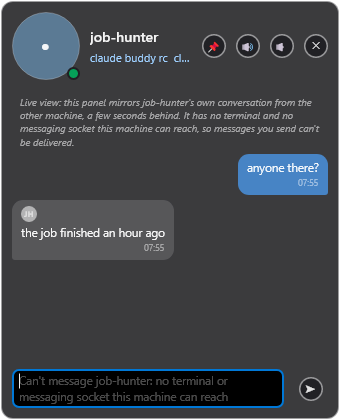 job-hunter
claude buddy rc cl...
Live view: this panel mirrors job-hunter's own conversation from the
other machine, a few seconds behind. It has no terminal and no
messaging socket this machine can reach, so messages you send can't
be delivered.
anyone there?
07:55
JH
the job finished an hour ago
07:55
Can't message job-hunter: no terminal or
messaging socket this machine can reach